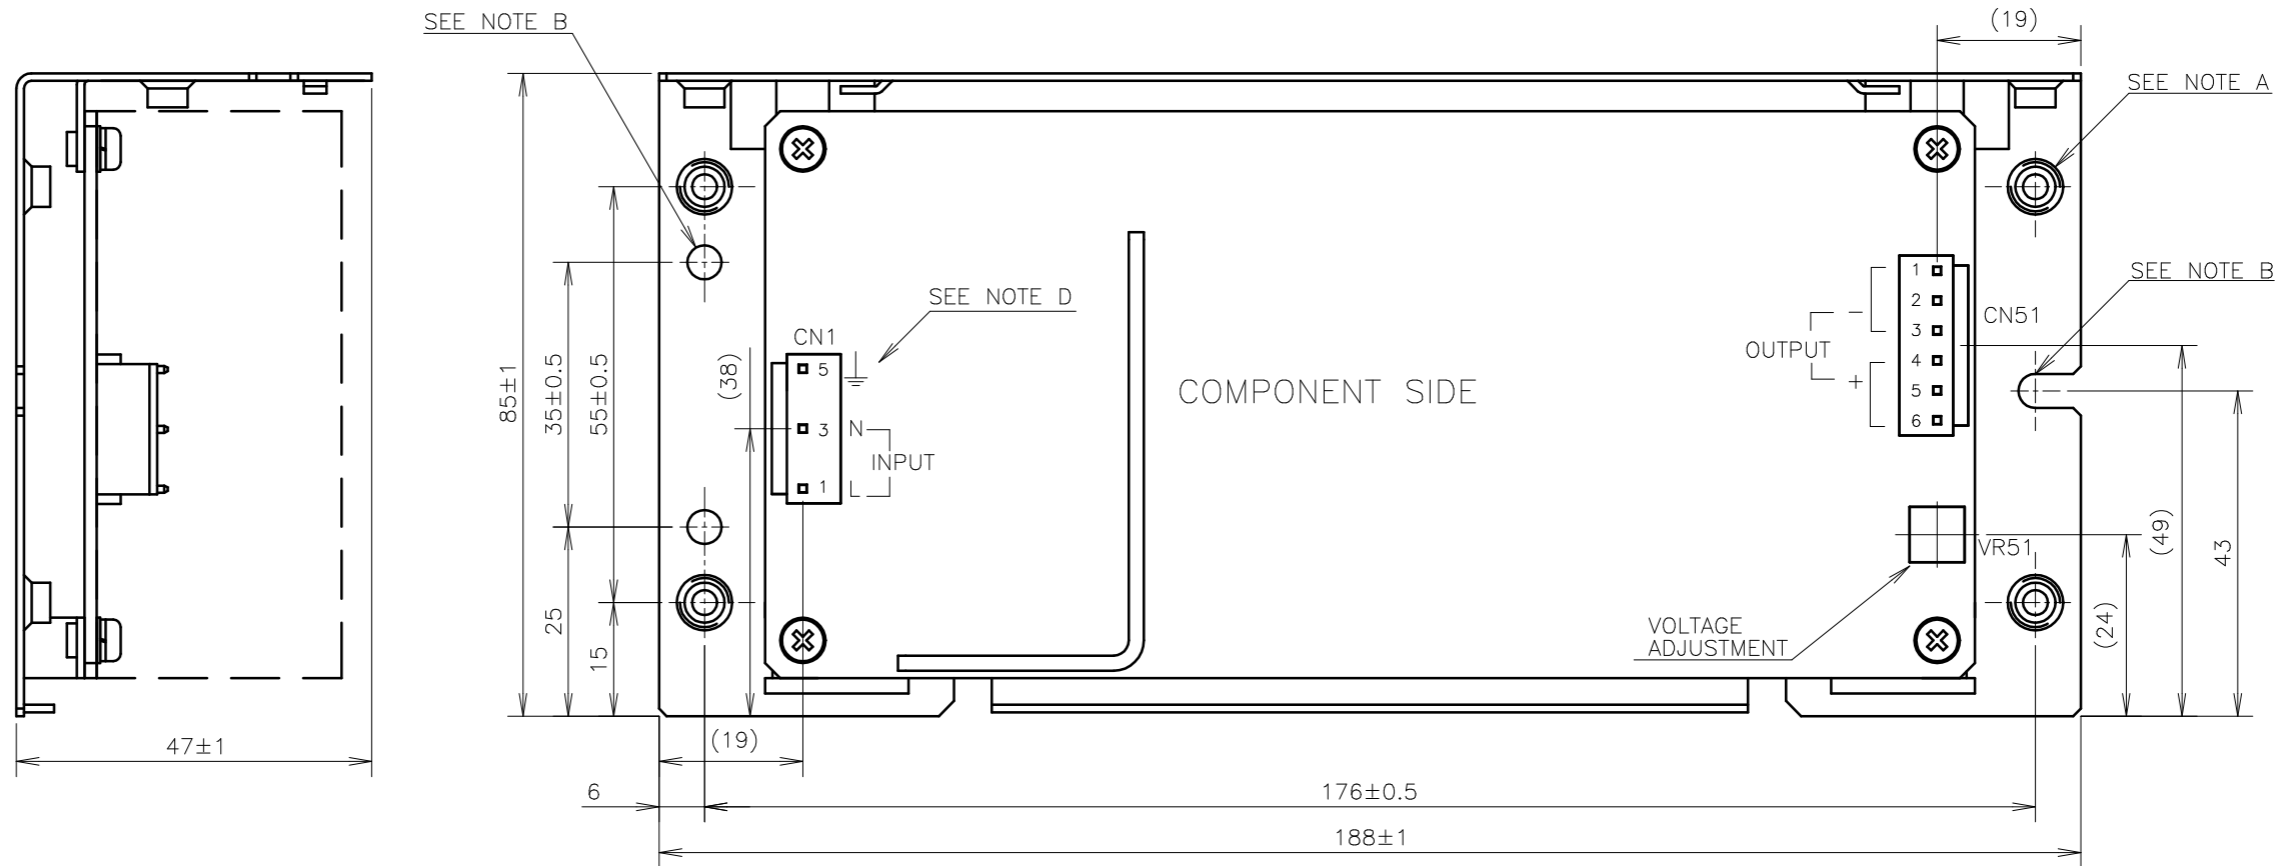 SEE NOTE B
(19)
SEE NOTE A
SEE NOTE B
SEE NOTE D
CN1
5
3
1
N
L
INPUT
COMPONENT SIDE
OUTPUT
-
+
1
2
3
4
5
6
CN51
VR51
VOLTAGE
ADJUSTMENT
85±1
35±0.5
55±0.5
(38)
25
15
(49)
43
(24)
47±1
(19)
6
176±0.5
188±1